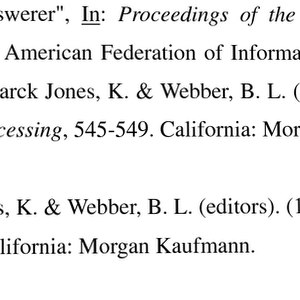 swerer", In: Proceedings of the
American Federation of Informa
arck Jones, K. & Webber, B. L. (
cessing, 545-549. California: Mor
s, K. & Webber, B. L. (editors). (1
lifornia: Morgan Kaufmann.